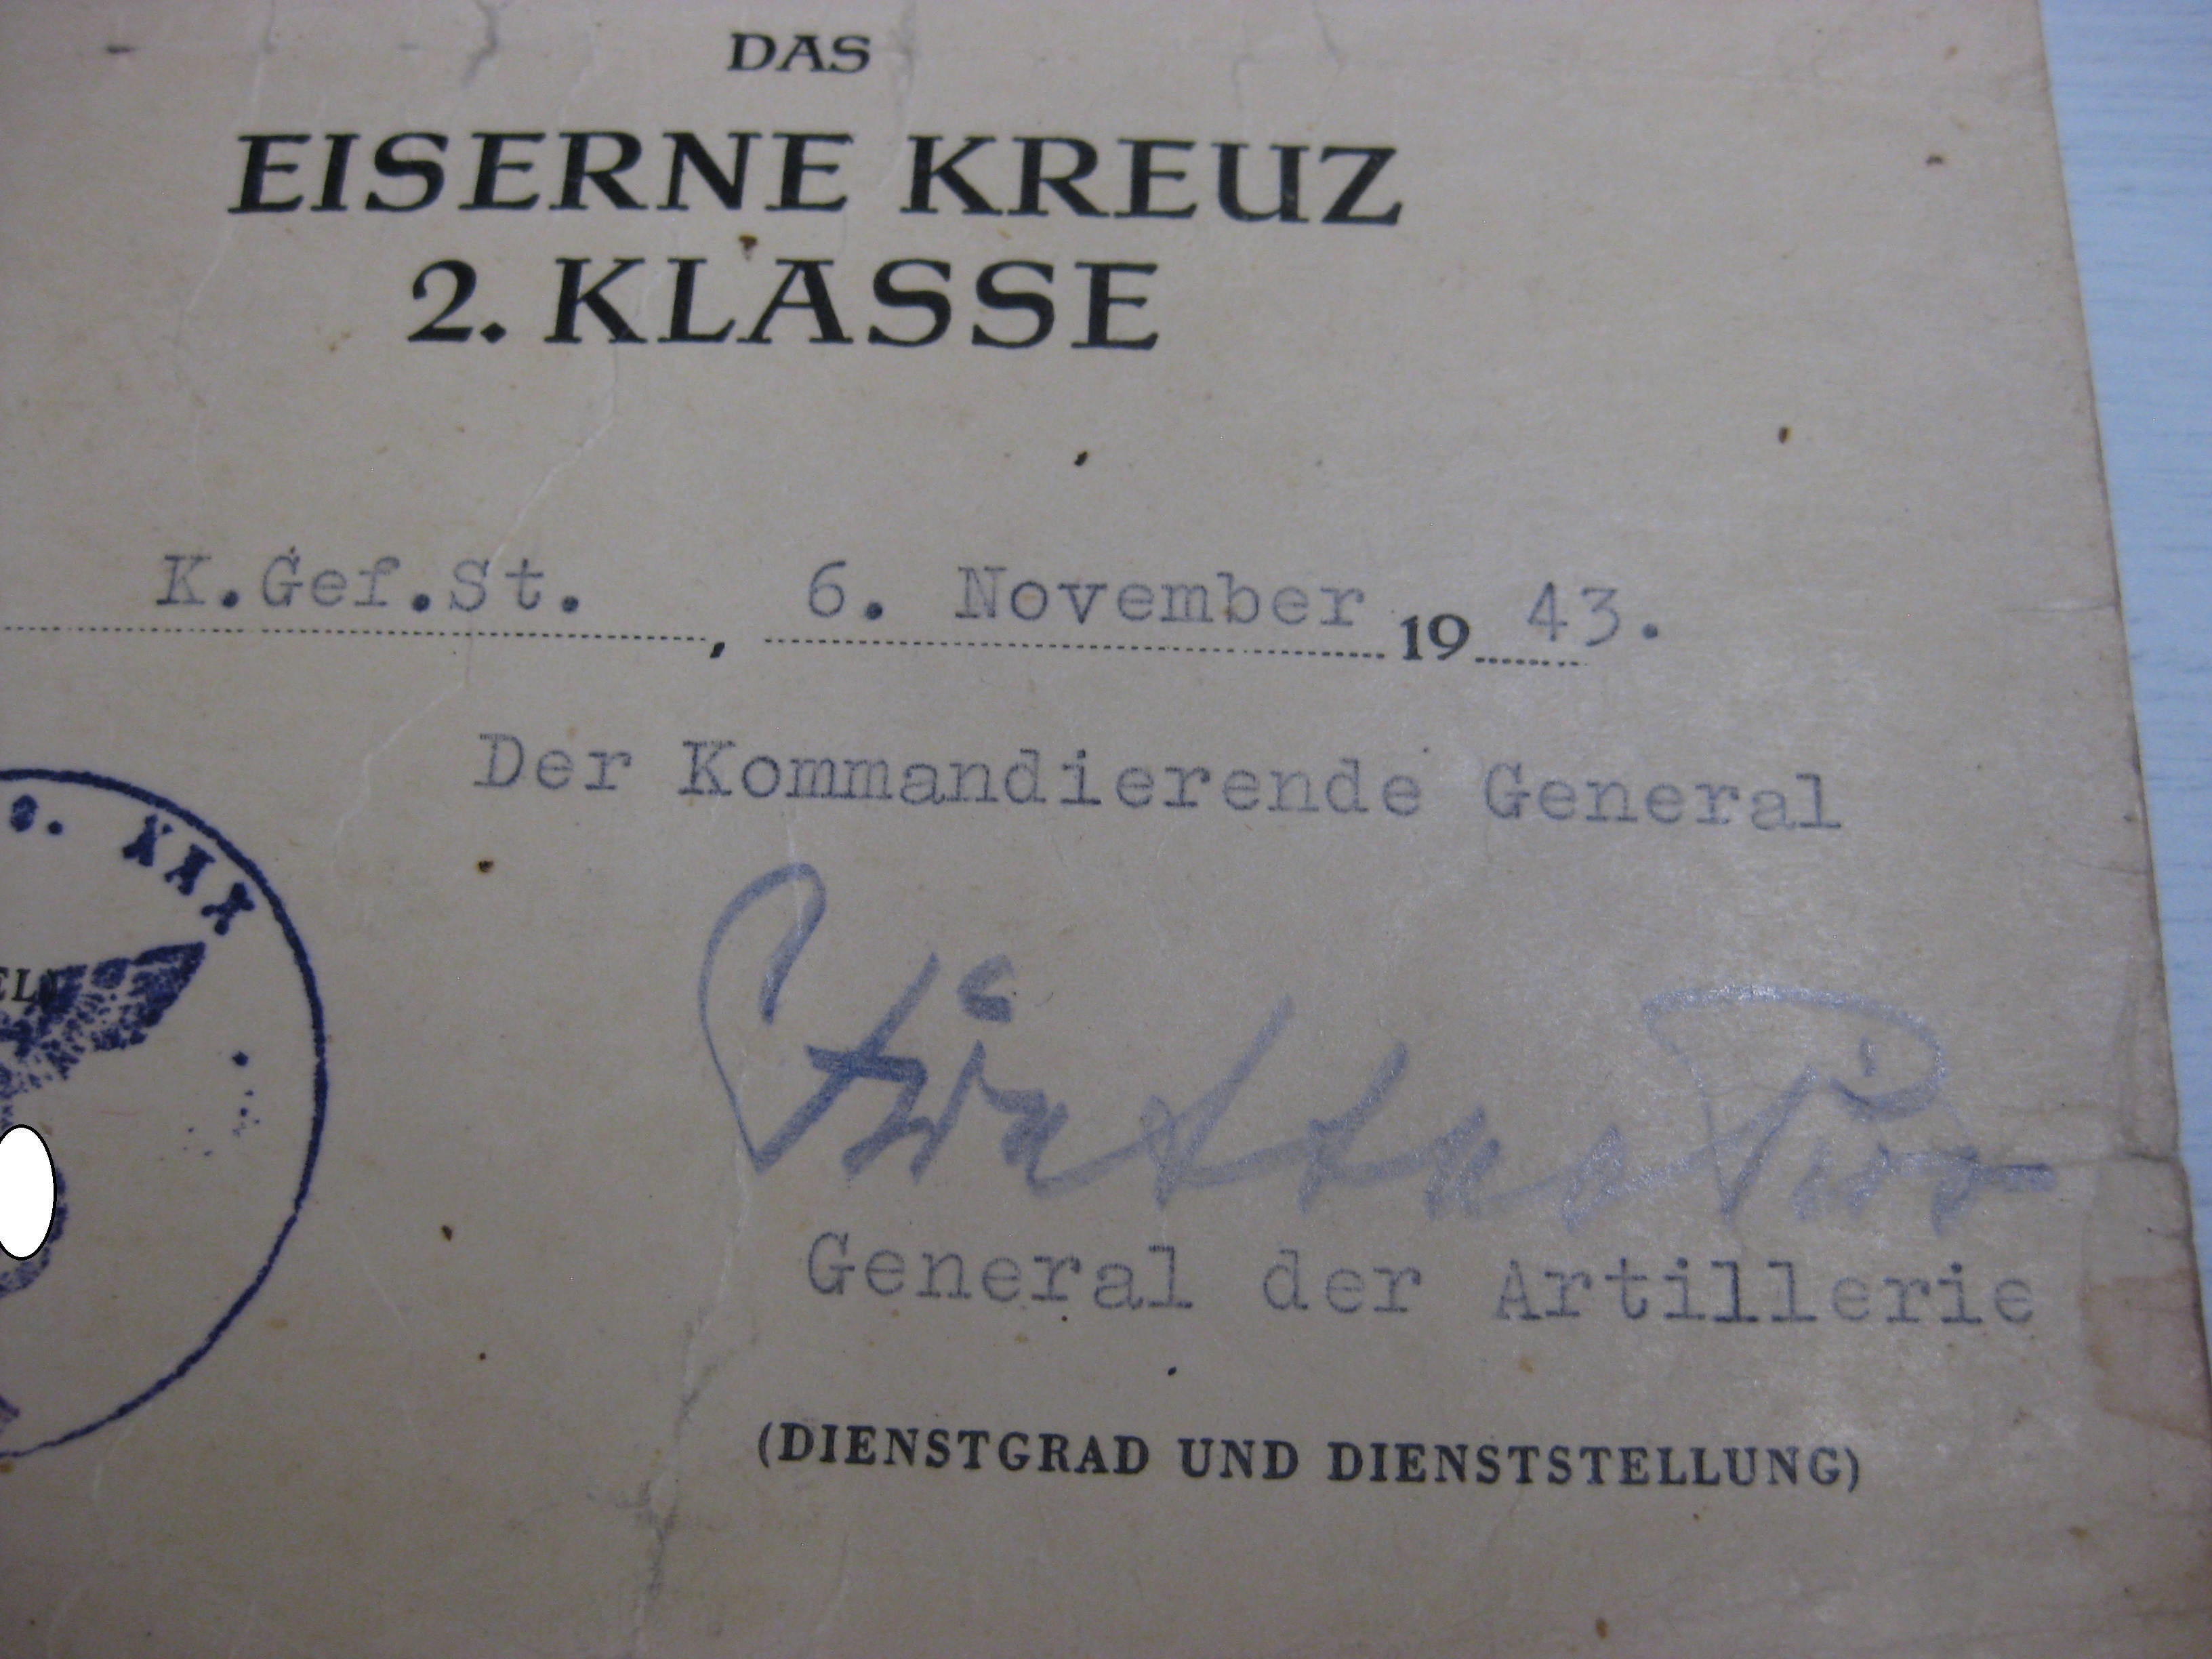 DAS
EISERNE KREUZ
2. KLASSE
K.Gef.St. , 6. November 19 43.
Der Kommandierende General
s. XXX
General der Artillerie
(DIENSTGRAD UND DIENSTSTELLUNG)